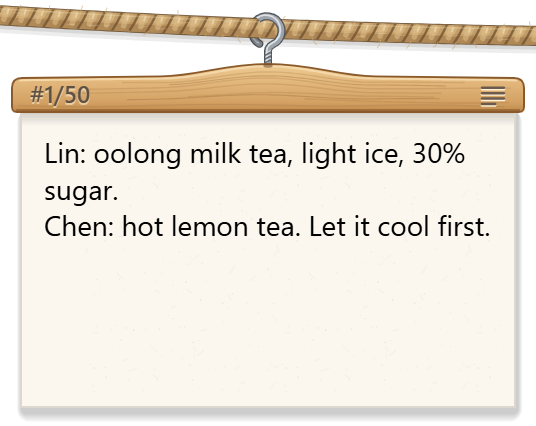 #1/50
Lin: oolong milk tea, light ice, 30%
sugar.
Chen: hot lemon tea. Let it cool first.